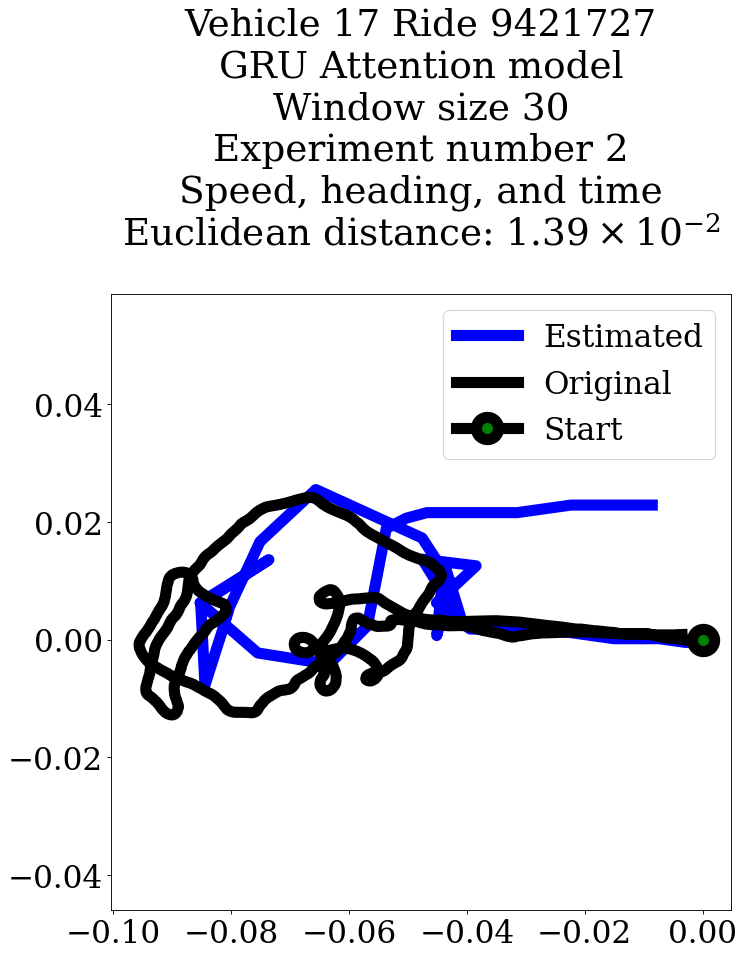 Vehicle 17 Ride 9421727
GRU Attention model
Window size 30
Experiment number 2
Speed, heading, and time
Euclidean distance: 1.39 × 10⁻²
Estimated
Original
Start
0.04
0.02
0.00
−0.02
−0.04
−0.10 −0.08 −0.06 −0.04 −0.02 0.00